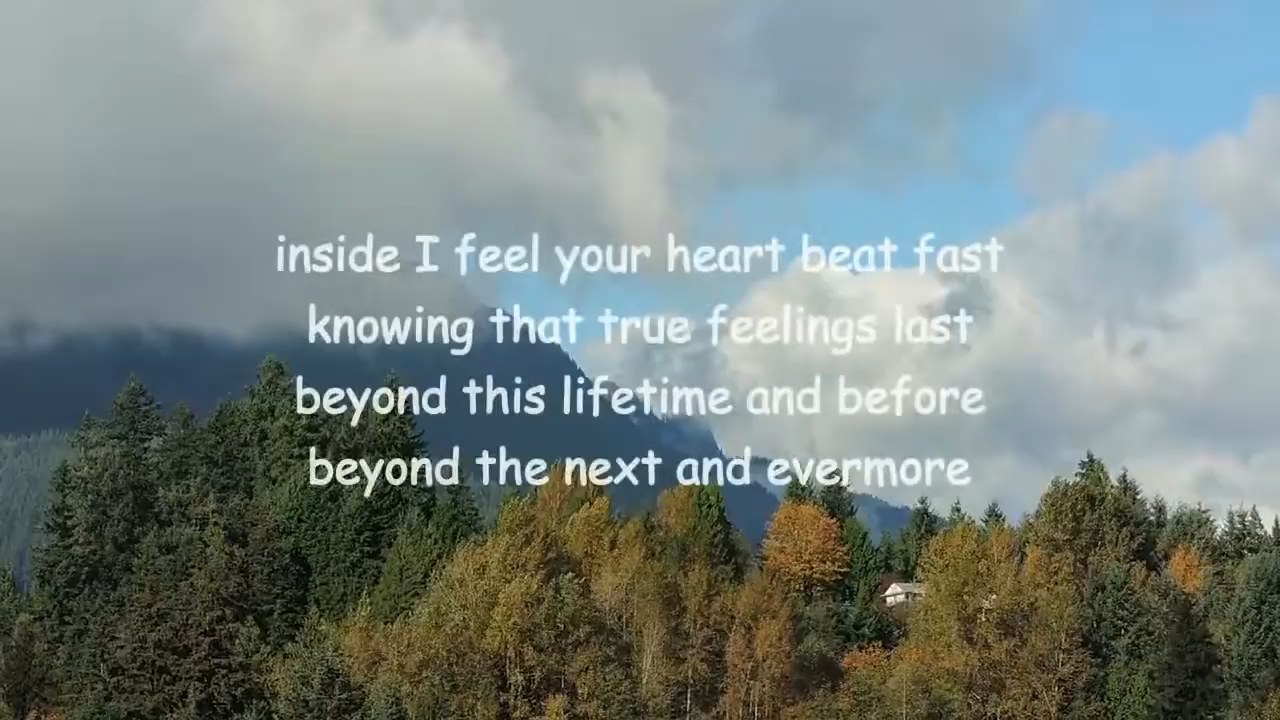 inside I feel your heart beat fast
knowing that true feelings last
beyond this lifetime and before
beyond the next and evermore